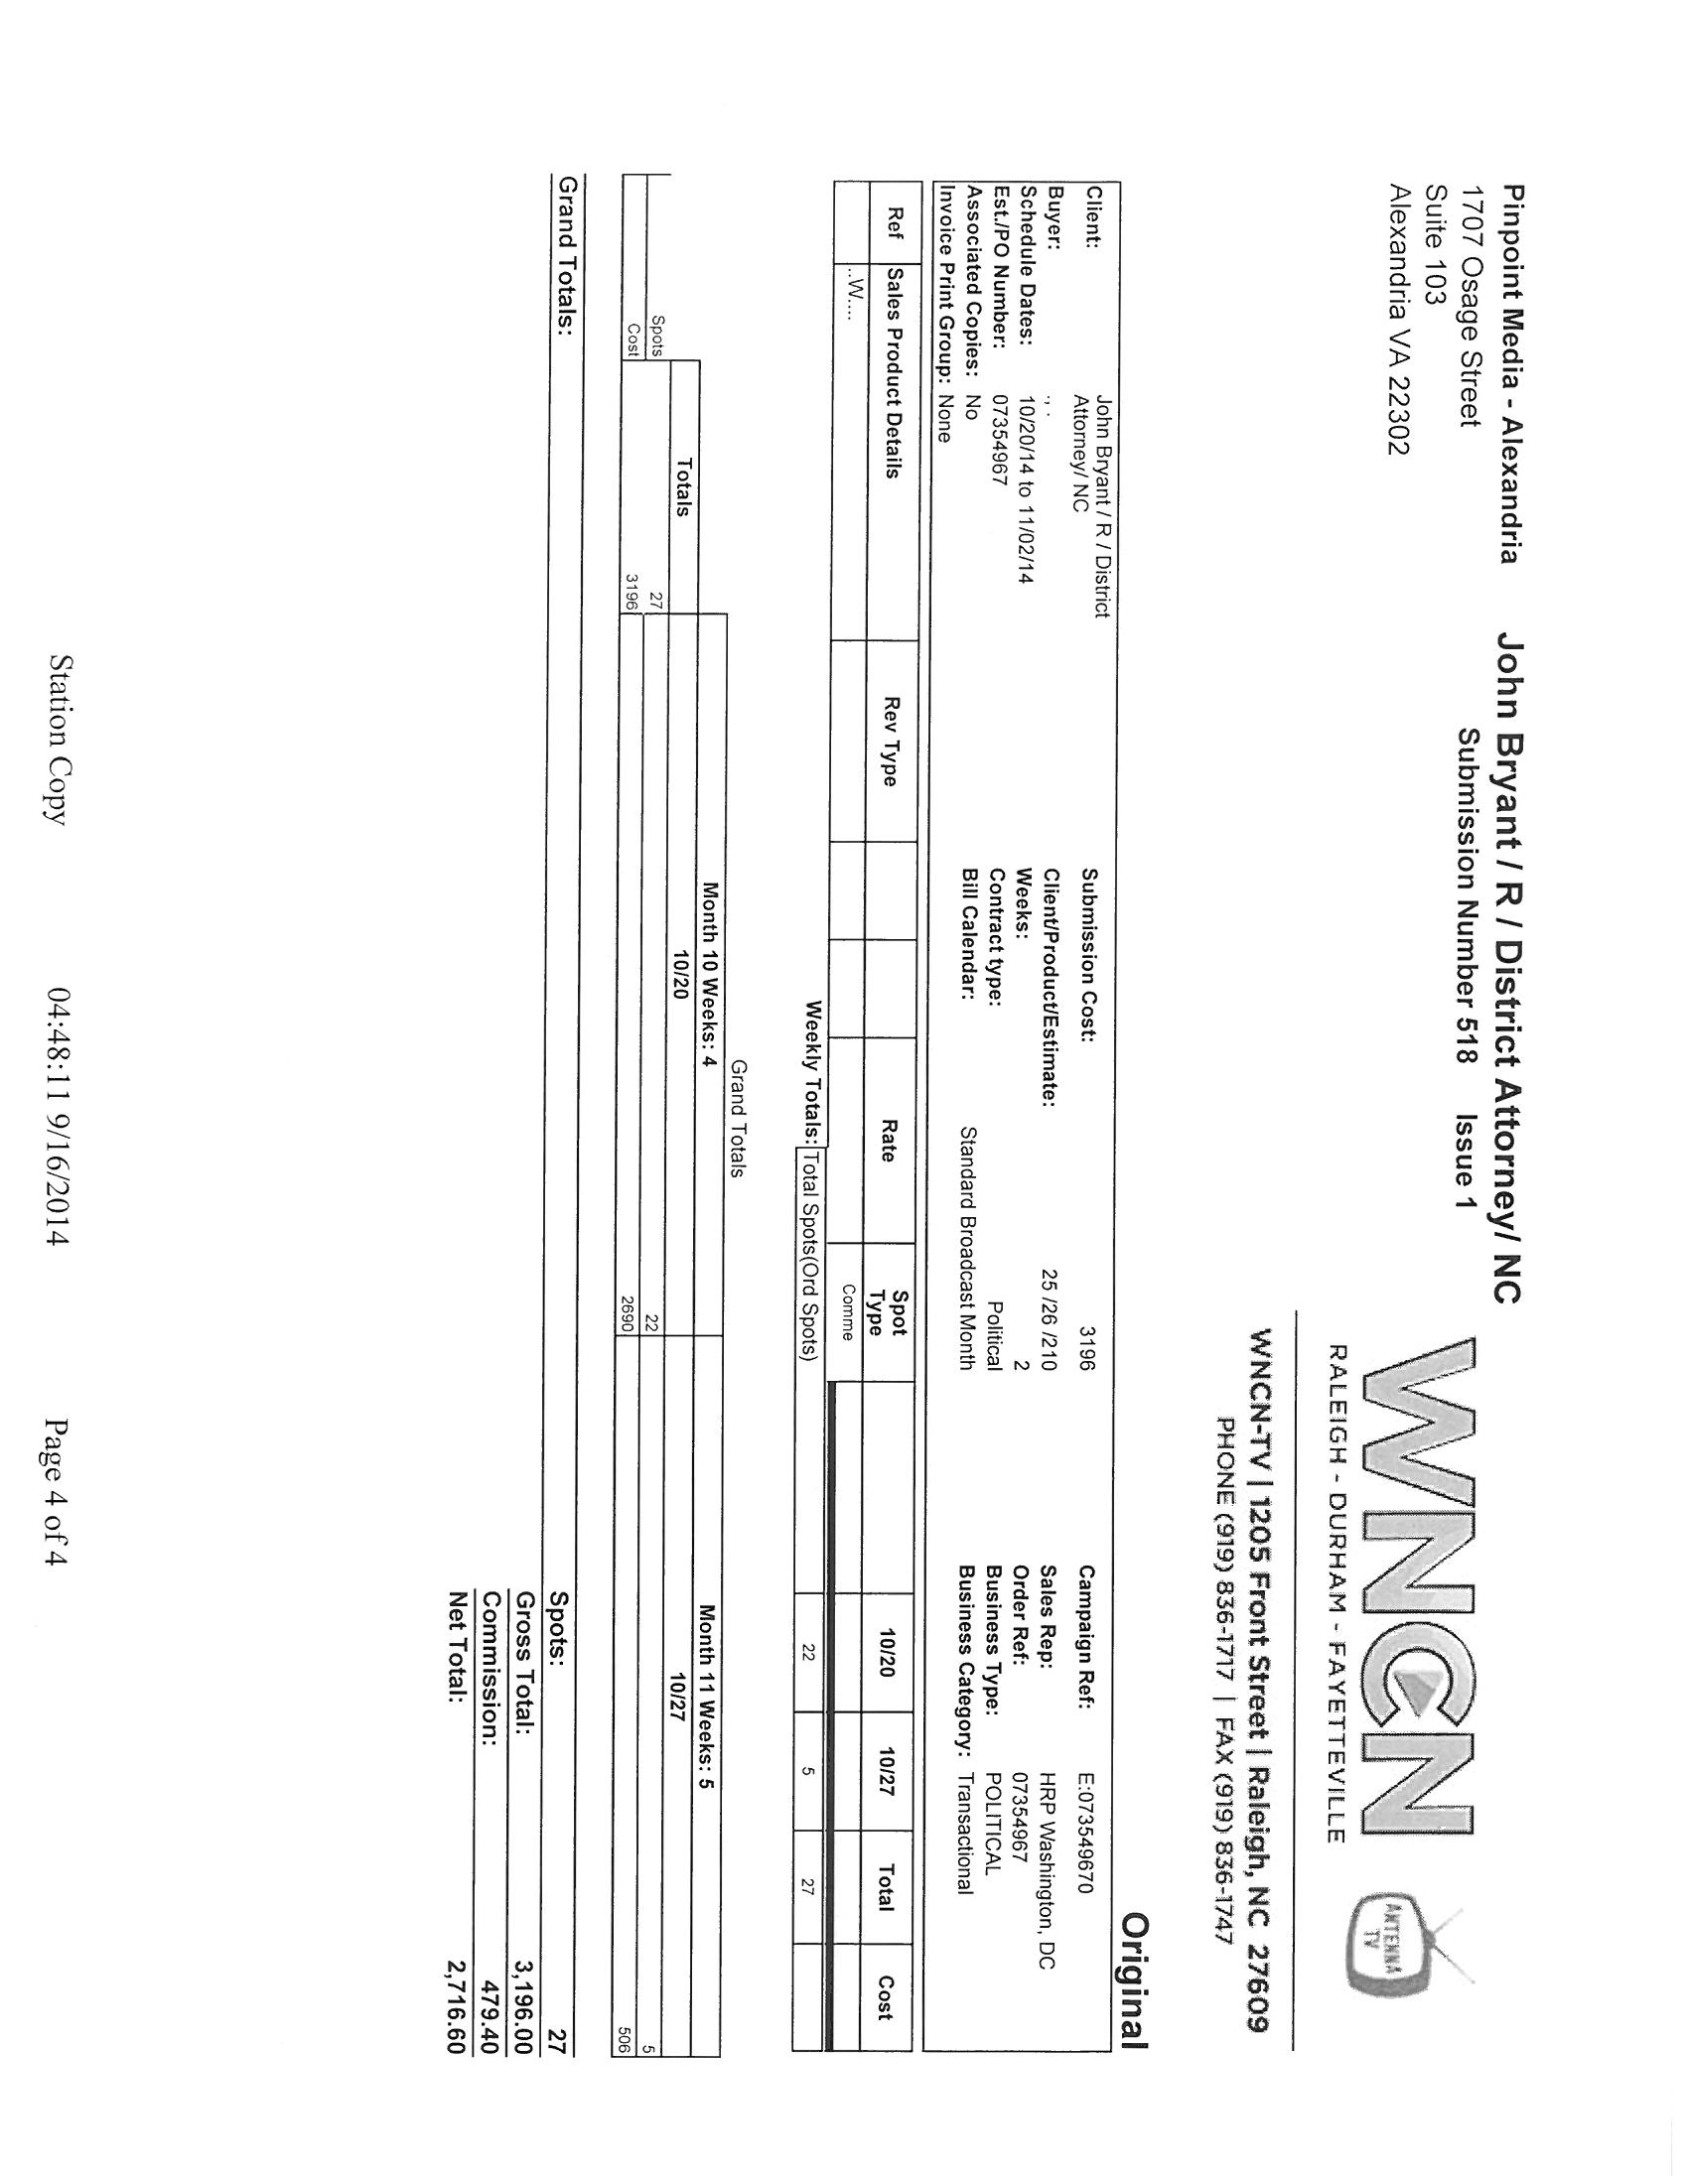 Pinpoint Media - Alexandria
1707 Osage Street
Suite 103
Alexandria VA 22302
John Bryant / R / District Attorney/ NC
Submission Number 518 Issue 1
WNCN
RALEIGH - DURHAM - FAYETTEVILLE
ANTENNA
TV
WNCN-TV | 1205 Front Street | Raleigh, NC 27609
PHONE (919) 836-1717 | FAX (919) 836-1747
Original
Client: John Bryant / R / District
Attorney/ NC
Buyer: ., .
Schedule Dates: 10/20/14 to 11/02/14
Est./PO Number: 07354967
Associated Copies: No
Invoice Print Group: None
Submission Cost: 3196
Client/Product/Estimate: 25 /26 /210
Weeks: 2
Contract type: Political
Bill Calendar: Standard Broadcast Month
Campaign Ref: E:073549670
Sales Rep: HRP Washington, DC
Order Ref: 07354967
Business Type: POLITICAL
Business Category: Transactional
Ref Sales Product Details Rev Type Rate Spot Type 10/20 10/27 Total Cost
..W.... Comme
Weekly Totals: Total Spots(Ord Spots) 22 5 27
Grand Totals
Month 10 Weeks: 4 Month 11 Weeks: 5
Totals 10/20 10/27
Spots 27 22 5
Cost 3196 2690 506
Grand Totals: Spots: 27
Gross Total: 3,196.00
Commission: 479.40
Net Total: 2,716.60
Station Copy 04:48:11 9/16/2014 Page 4 of 4